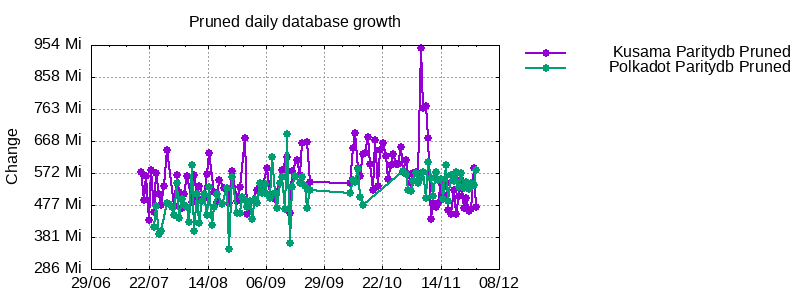 Pruned daily database growth
954 Mi
858 Mi
763 Mi
668 Mi
572 Mi
477 Mi
381 Mi
286 Mi
Change
29/06 22/07 14/08 06/09 29/09 22/10 14/11 08/12
Kusama Paritydb Pruned
Polkadot Paritydb Pruned